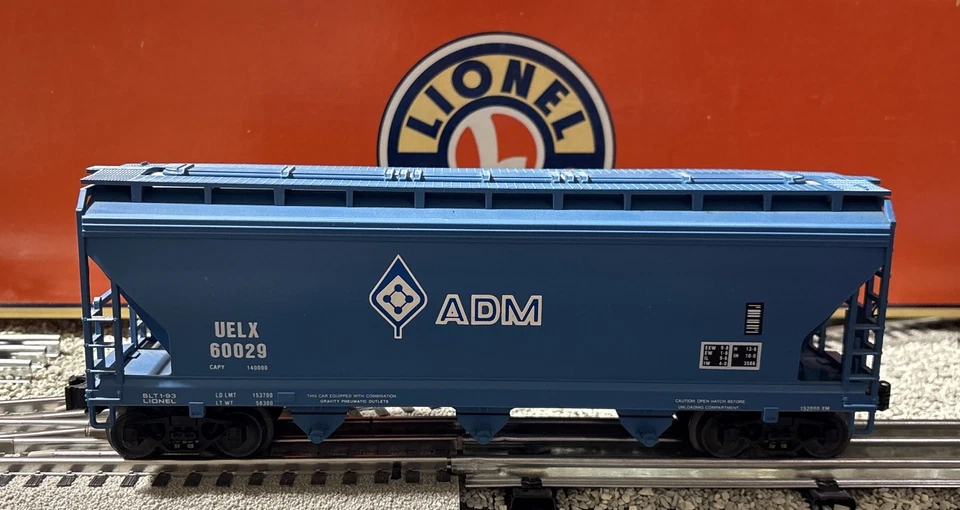 LIONEL
L
ADM
UELX
60029
CAPY 140000
BLT 1-93
LIONEL
LD LMT 153700
LT WT 56300
THIS CAR EQUIPPED WITH COMBINATION
GRAVITY PNEUMATIC OUTLETS
CAUTION: OPEN HATCH BEFORE
UNLOADING COMPARTMENT